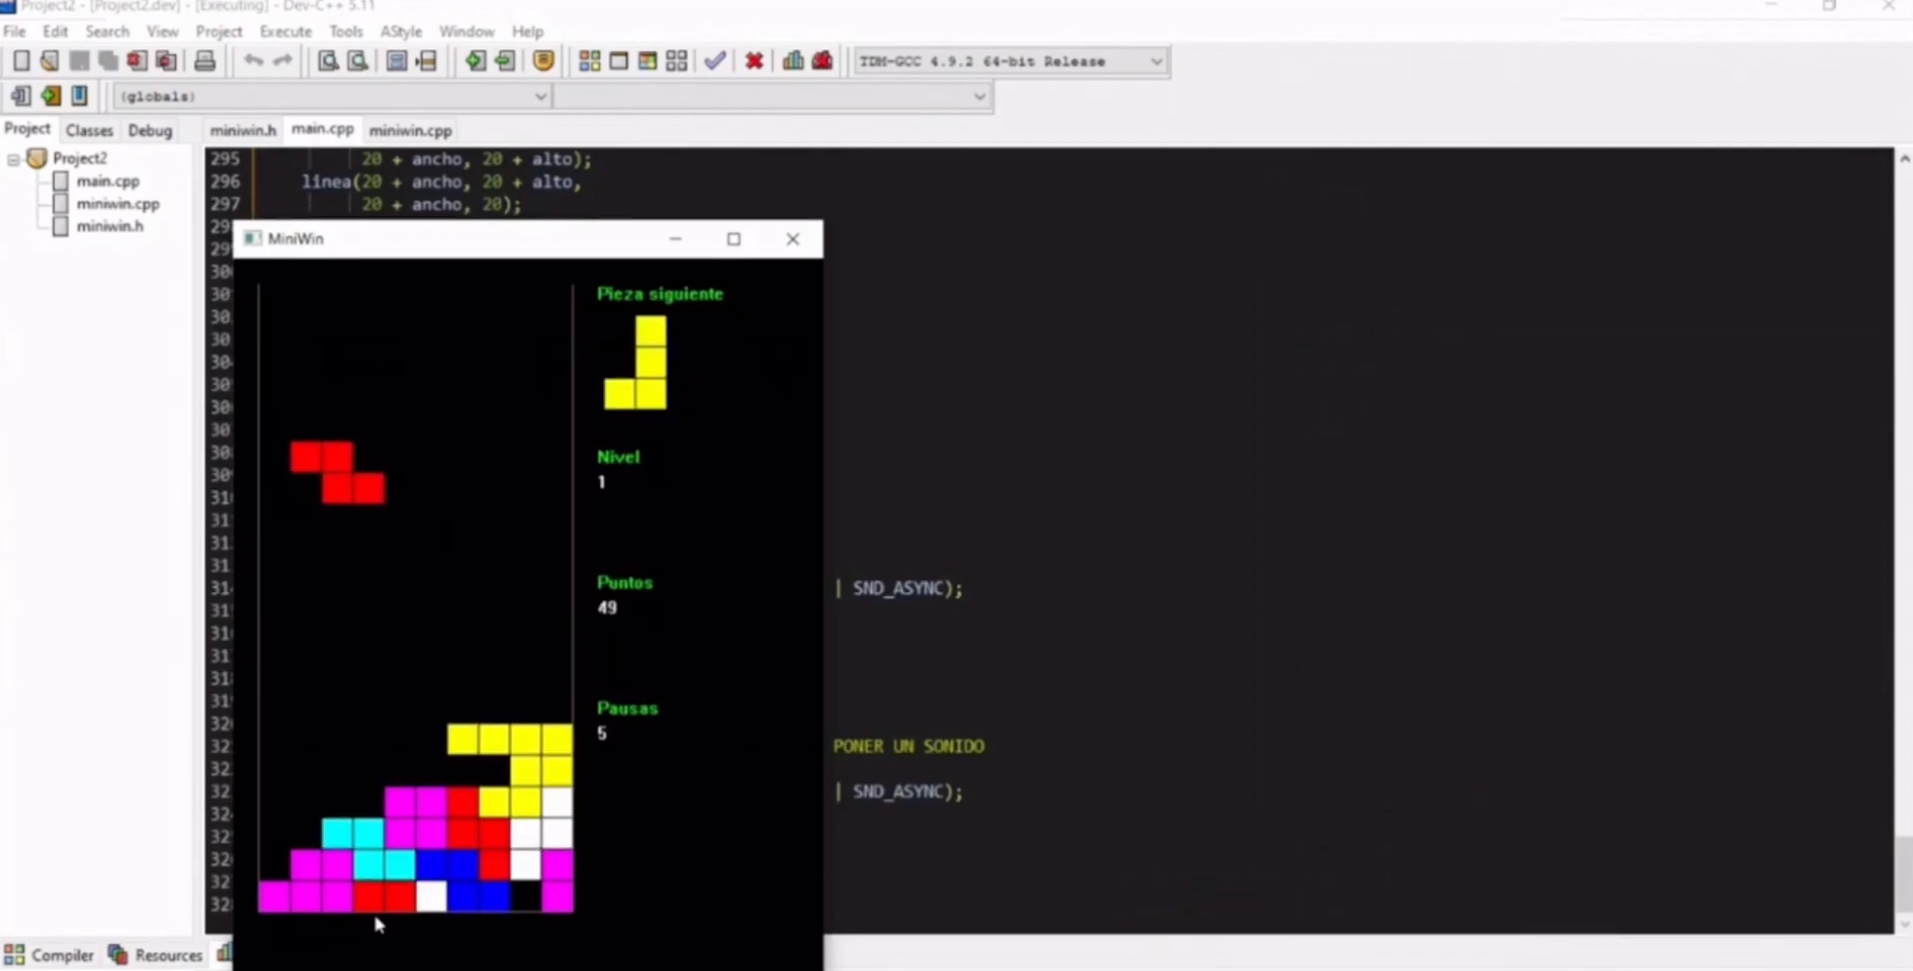 Project2 - [Project2.dev] - [Executing] - Dev-C++ 5.11
File Edit Search View Project Execute Tools AStyle Window Help
TDM-GCC 4.9.2 64-bit Release
(globals)
Project Classes Debug
miniwin.h main.cpp miniwin.cpp
Project2
main.cpp
miniwin.cpp
miniwin.h
295 20 + ancho, 20 + alto);
296 linea(20 + ancho, 20 + alto,
297 20 + ancho, 20);
MiniWin
Pieza siguiente
Nivel
1
Puntos
49
Pausas
5
| SND_ASYNC);
PONER UN SONIDO
| SND_ASYNC);
Compiler Resources